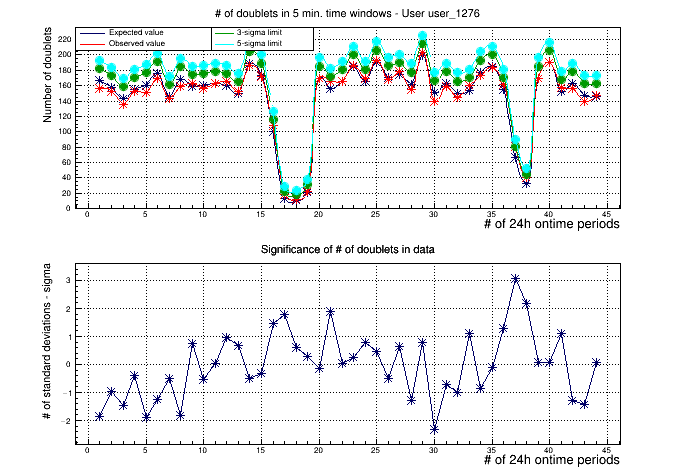 # of doublets in 5 min. time windows - User user_1276
Number of doublets
Expected value
Observed value
3-sigma limit
5-sigma limit
220
200
180
160
140
120
100
80
60
40
20
0
0 5 10 15 20 25 30 35 40 45
# of 24h ontime periods
Significance of # of doublets in data
# of standard deviations - sigma
3
2
1
0
−1
−2
0 5 10 15 20 25 30 35 40 45
# of 24h ontime periods